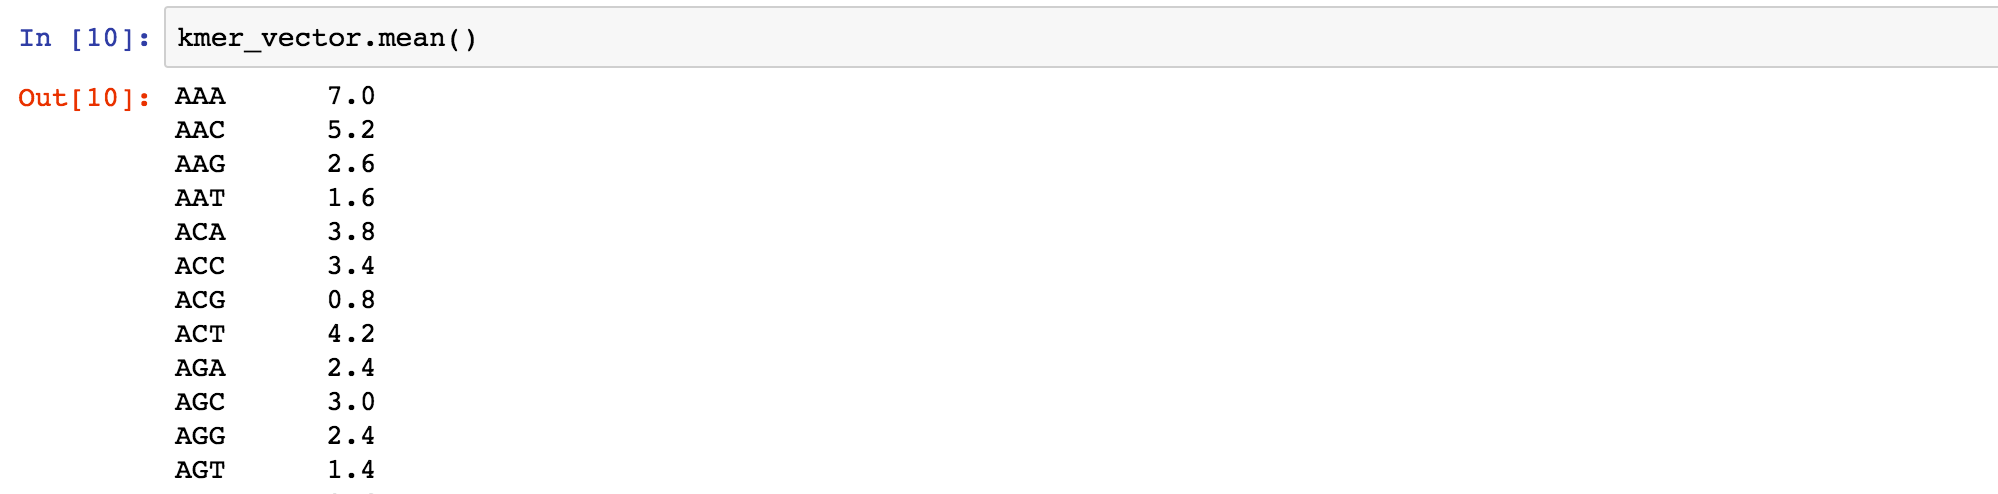 In [10]: kmer_vector.mean()
Out[10]: AAA 7.0
AAC 5.2
AAG 2.6
AAT 1.6
ACA 3.8
ACC 3.4
ACG 0.8
ACT 4.2
AGA 2.4
AGC 3.0
AGG 2.4
AGT 1.4